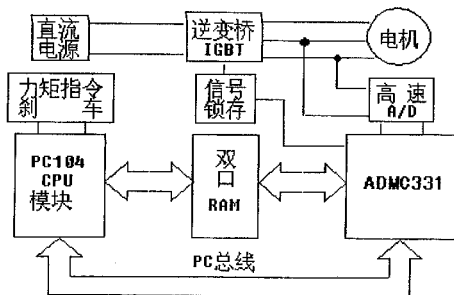 直流
电源
逆变桥
IGBT
电机
力矩指令
刹 车
信号
锁存
高速
A/D
PC104
CPU
模块
双
口
RAM
ADMC331
PC总线